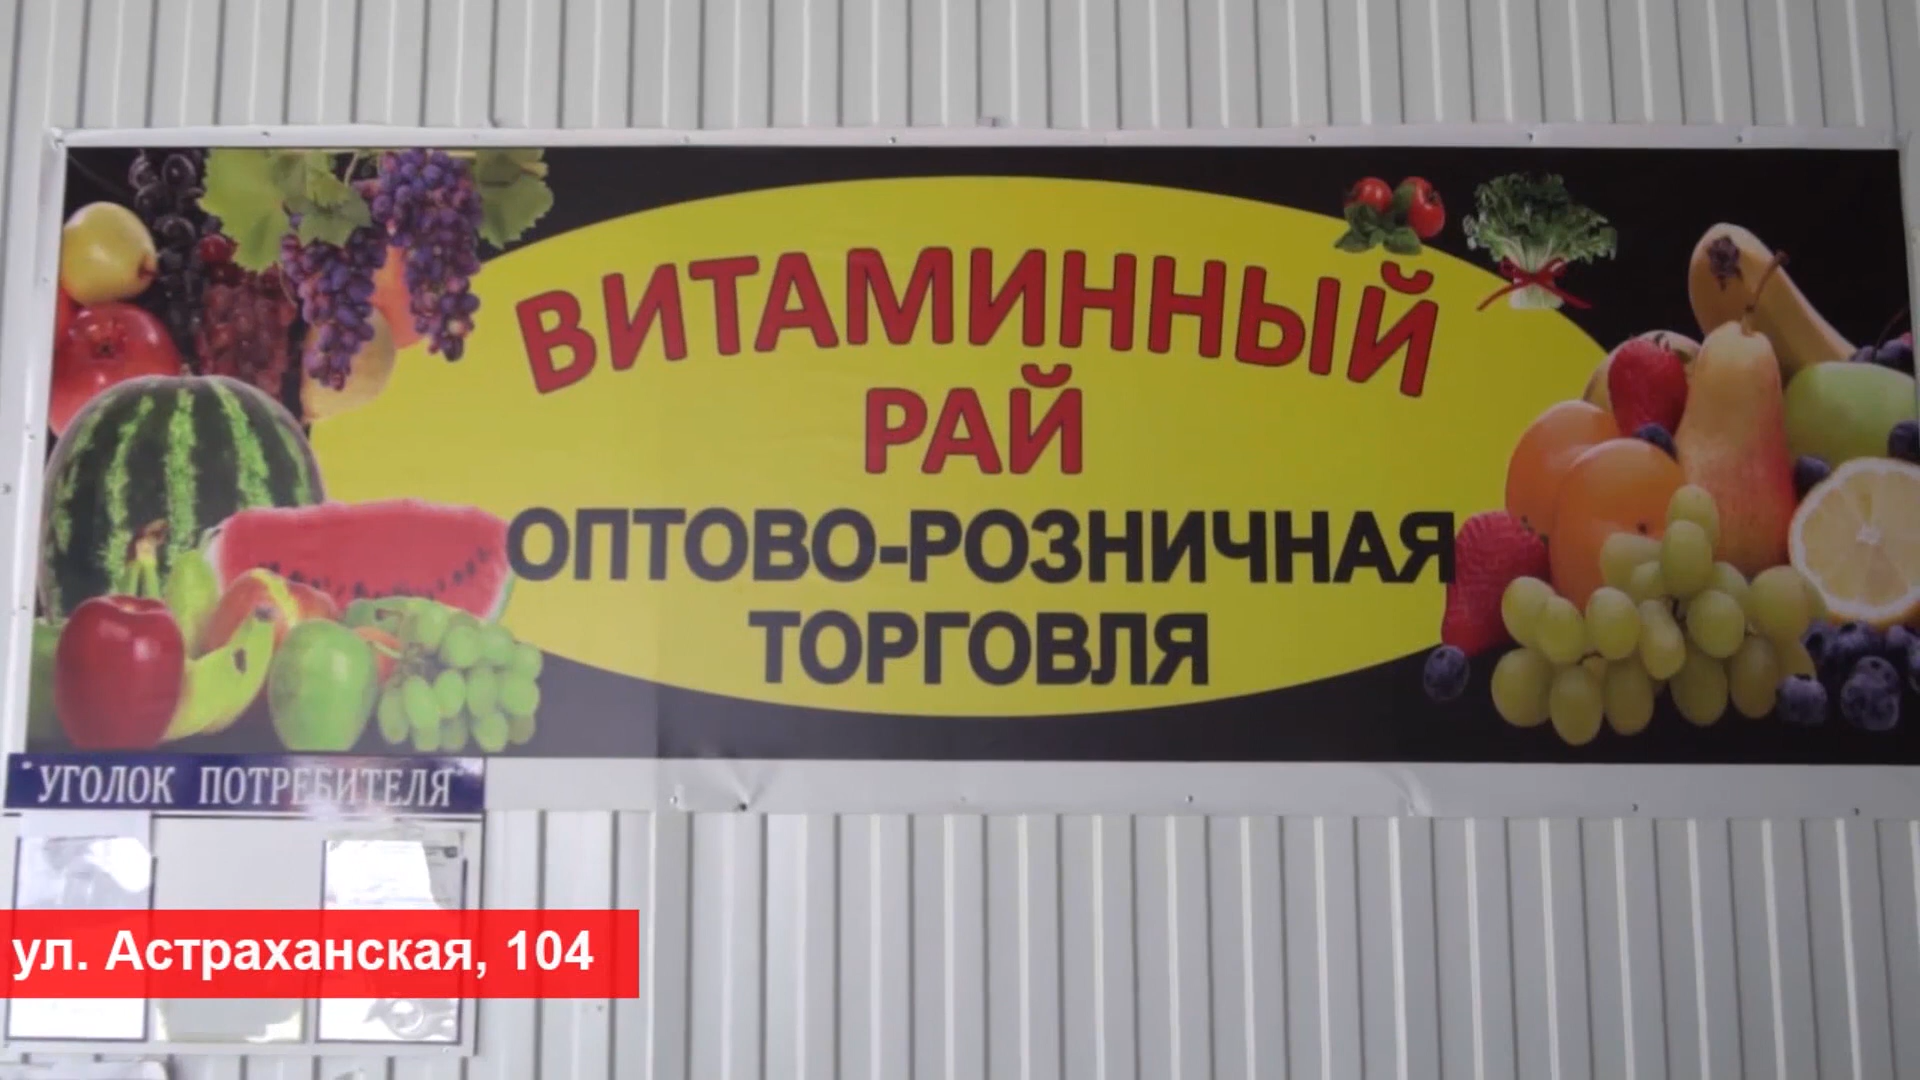 ВИТАМИННЫЙ
РАЙ
ОПТОВО-РОЗНИЧНАЯ
ТОРГОВЛЯ
"УГОЛОК ПОТРЕБИТЕЛЯ"
ул. Астраханская, 104